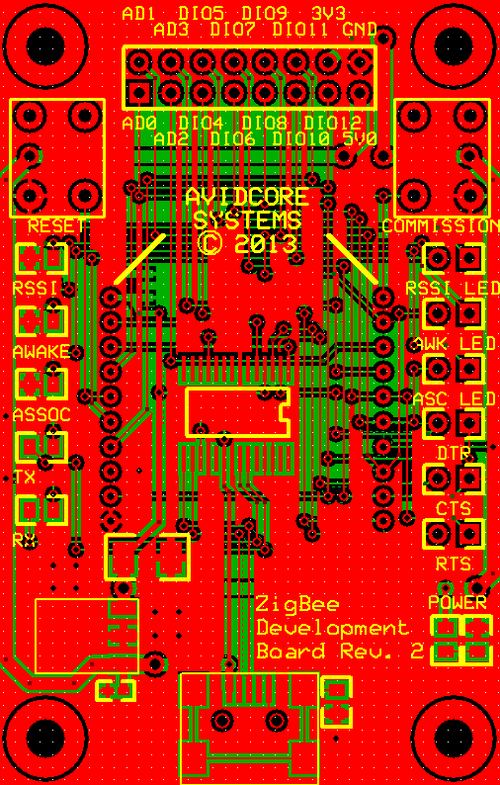 AD1 DIO5 DIO9 3V3
AD3 DIO7 DIO11 GND
AD0 DIO4 DIO8 DIO12
AD2 DIO6 DIO10 5V0
AVIDCORE
SYSTEMS
© 2013
RESET
COMMISSION
RSSI
RSSI LED
AWAKE
AWK LED
ASSOC
ASC LED
DTR
TX
CTS
RX
RTS
ZigBee
Development
Board Rev. 2
POWER